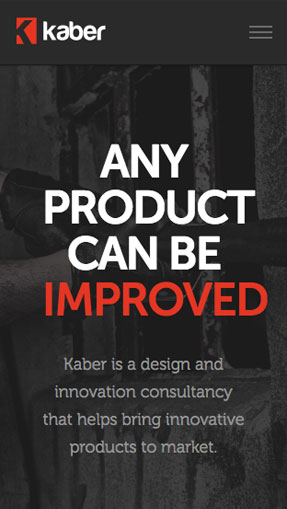 kaber
ANY
PRODUCT
CAN BE
IMPROVED
Kaber is a design and
innovation consultancy
that helps bring innovative
products to market.